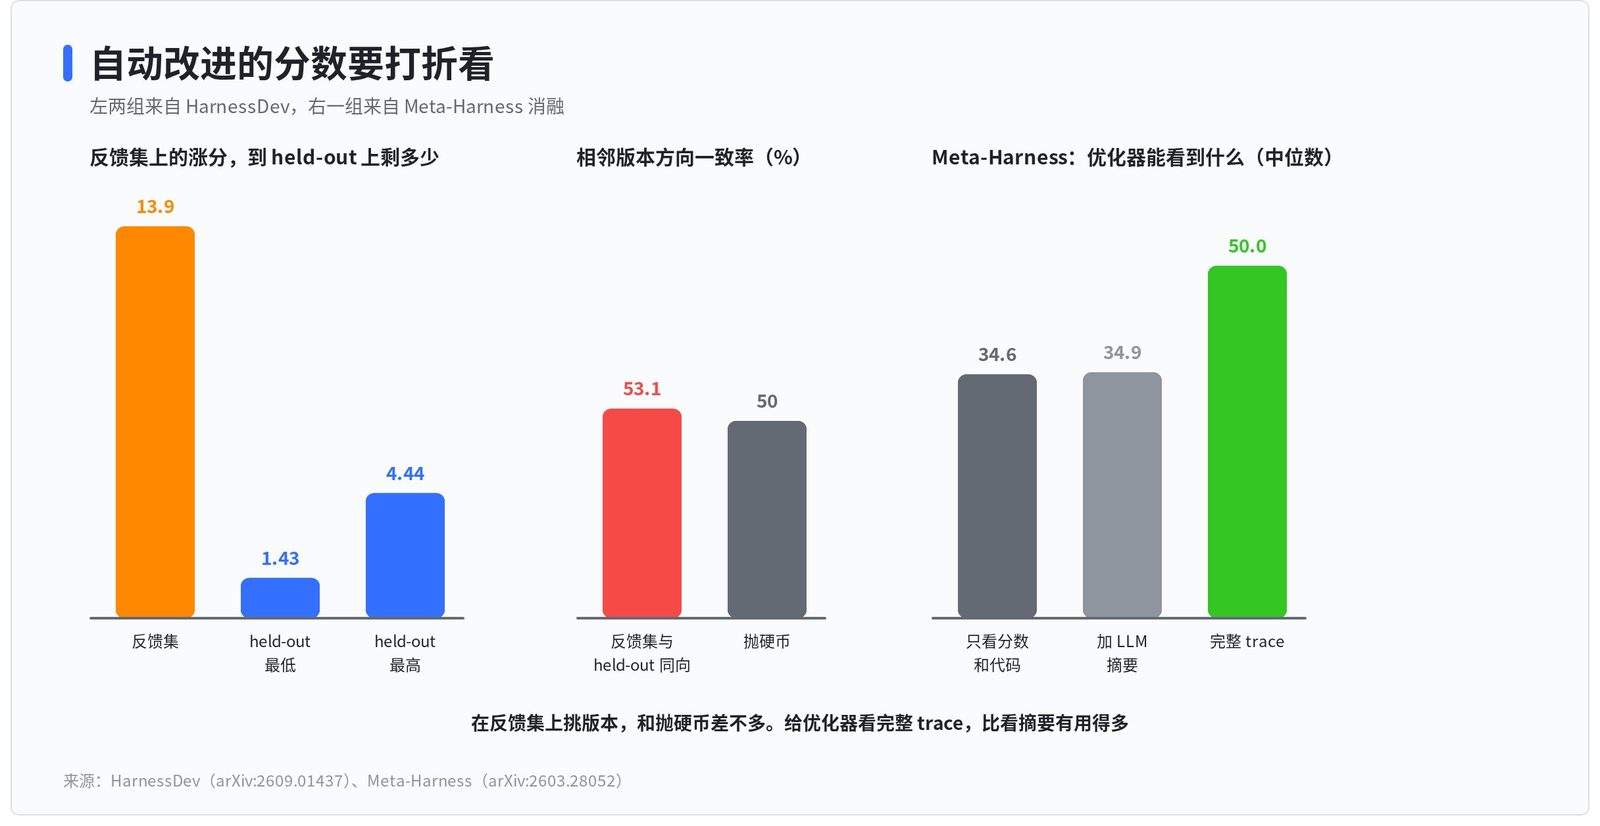 自动改进的分数要打折看
左两组来自 HarnessDev，右一组来自 Meta-Harness 消融
反馈集上的涨分，到 held-out 上剩多少
13.9
1.43
4.44
反馈集
held-out
最低
held-out
最高
相邻版本方向一致率（%）
53.1
50
反馈集与
held-out 同向
抛硬币
Meta-Harness：优化器能看到什么（中位数）
34.6
34.9
50.0
只看分数
和代码
加 LLM
摘要
完整 trace
在反馈集上挑版本，和抛硬币差不多。给优化器看完整 trace，比看摘要有用得多
来源：HarnessDev（arXiv:2609.01437）、Meta-Harness（arXiv:2603.28052）